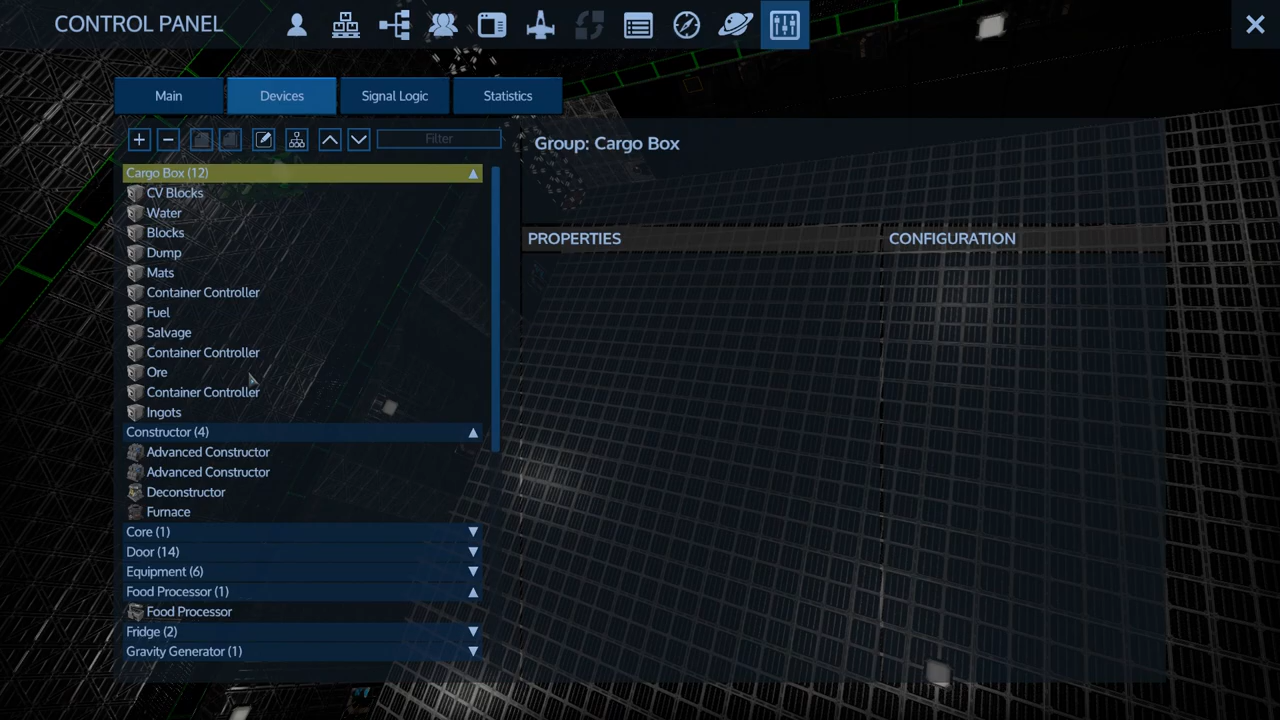 CONTROL PANEL
Main
Devices
Signal Logic
Statistics
Filter
Group: Cargo Box
Cargo Box (12)
CV Blocks
Water
Blocks
Dump
Mats
Container Controller
Fuel
Salvage
Container Controller
Ore
Container Controller
Ingots
Constructor (4)
Advanced Constructor
Advanced Constructor
Deconstructor
Furnace
Core (1)
Door (14)
Equipment (6)
Food Processor (1)
Food Processor
Fridge (2)
Gravity Generator (1)
PROPERTIES
CONFIGURATION